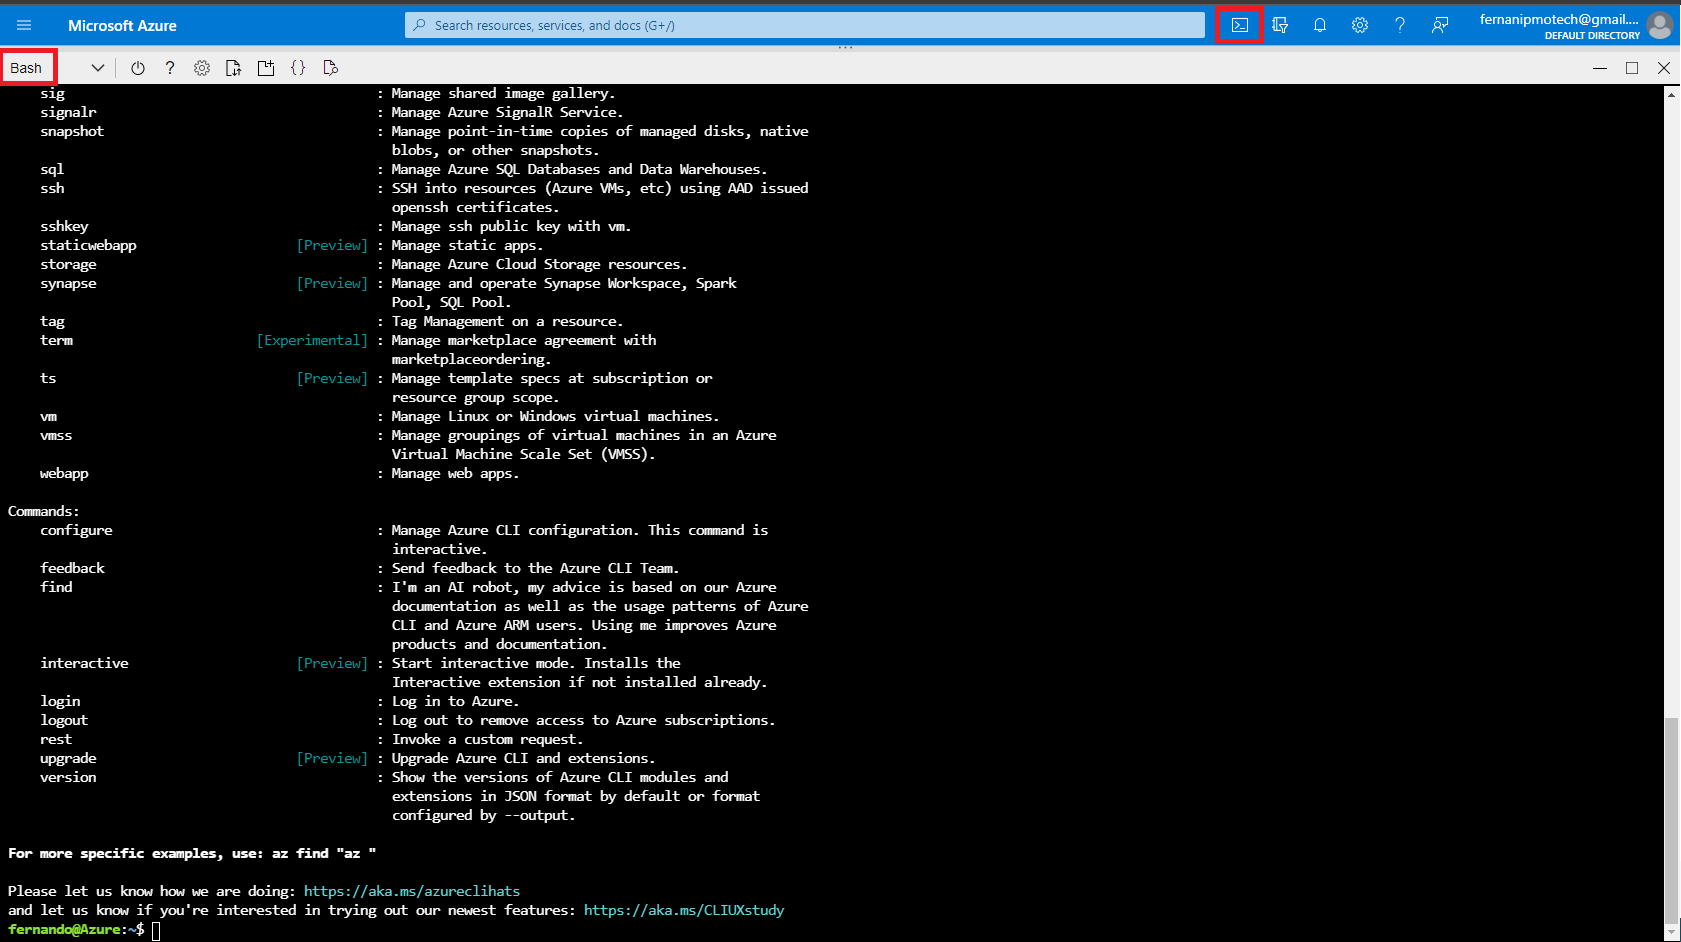 Microsoft Azure
Search resources, services, and docs (G+/)
fernanipmotech@gmail....
DEFAULT DIRECTORY
Bash
sig : Manage shared image gallery.
signalr : Manage Azure SignalR Service.
snapshot : Manage point-in-time copies of managed disks, native
blobs, or other snapshots.
sql : Manage Azure SQL Databases and Data Warehouses.
ssh : SSH into resources (Azure VMs, etc) using AAD issued
openssh certificates.
sshkey : Manage ssh public key with vm.
staticwebapp [Preview] : Manage static apps.
storage : Manage Azure Cloud Storage resources.
synapse [Preview] : Manage and operate Synapse Workspace, Spark
Pool, SQL Pool.
tag : Tag Management on a resource.
term [Experimental] : Manage marketplace agreement with
marketplaceordering.
ts [Preview] : Manage template specs at subscription or
resource group scope.
vm : Manage Linux or Windows virtual machines.
vmss : Manage groupings of virtual machines in an Azure
Virtual Machine Scale Set (VMSS).
webapp : Manage web apps.
Commands:
configure : Manage Azure CLI configuration. This command is
interactive.
feedback : Send feedback to the Azure CLI Team.
find : I'm an AI robot, my advice is based on our Azure
documentation as well as the usage patterns of Azure
CLI and Azure ARM users. Using me improves Azure
products and documentation.
interactive [Preview] : Start interactive mode. Installs the
Interactive extension if not installed already.
login : Log in to Azure.
logout : Log out to remove access to Azure subscriptions.
rest : Invoke a custom request.
upgrade [Preview] : Upgrade Azure CLI and extensions.
version : Show the versions of Azure CLI modules and
extensions in JSON format by default or format
configured by --output.
For more specific examples, use: az find "az "
Please let us know how we are doing: https://aka.ms/azureclihats
and let us know if you're interested in trying out our newest features: https://aka.ms/CLIUXstudy
fernando@Azure:~$